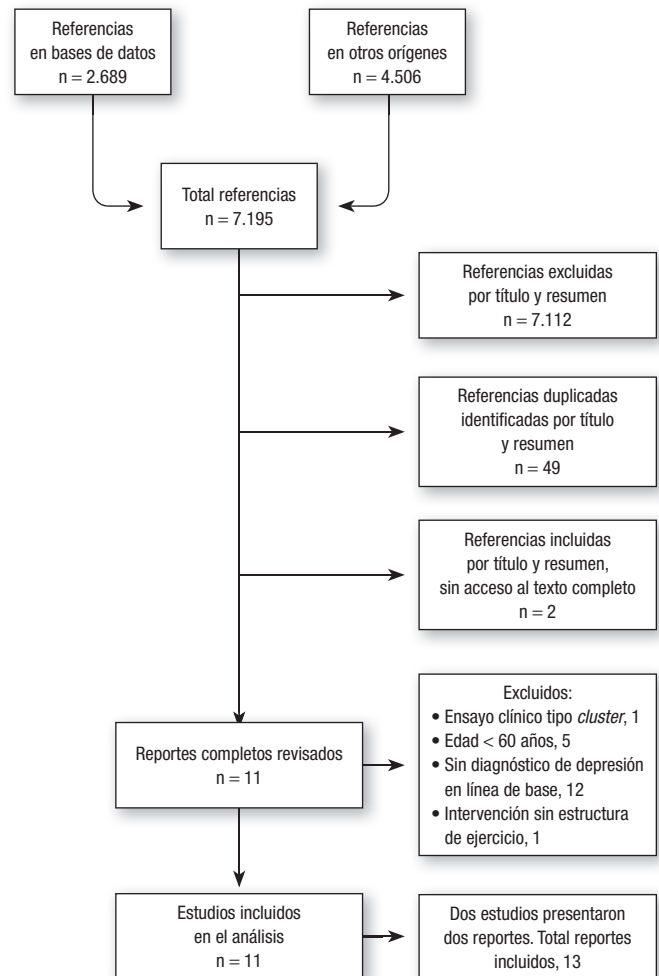 Referencias
en bases de datos
n = 2.689
Referencias
en otros orígenes
n = 4.506
Total referencias
n = 7.195
Referencias excluidas
por título y resumen
n = 7.112
Referencias duplicadas
identificadas por título
y resumen
n = 49
Referencias incluidas
por título y resumen,
sin acceso al texto completo
n = 2
Reportes completos revisados
n = 11
Excluidos:
• Ensayo clínico tipo cluster, 1
• Edad < 60 años, 5
• Sin diagnóstico de depresión
en línea de base, 12
• Intervención sin estructura
de ejercicio, 1
Estudios incluidos
en el análisis
n = 11
Dos estudios presentaron
dos reportes. Total reportes
incluidos, 13